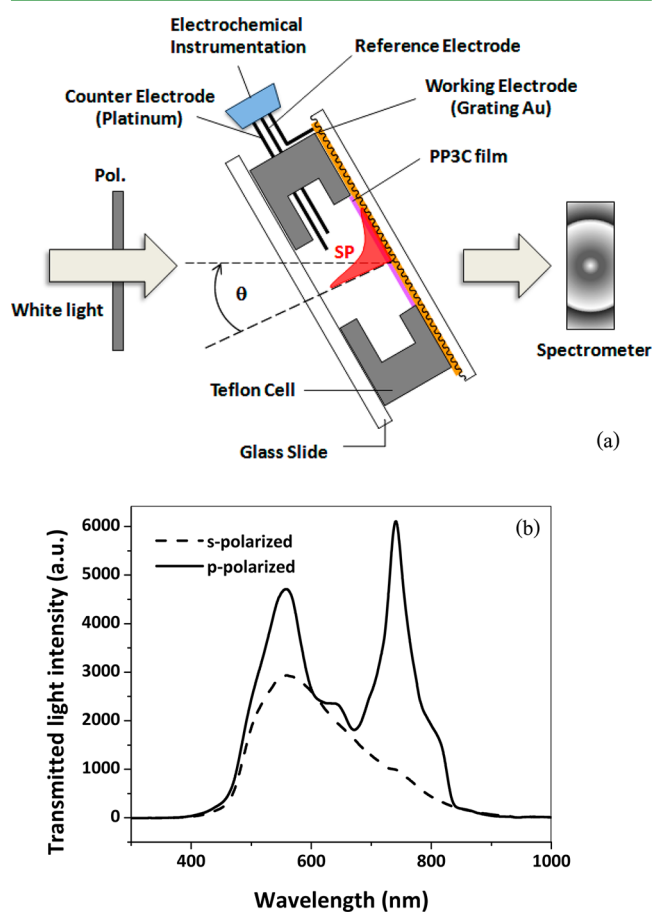 Electrochemical
Instrumentation
Reference Electrode
Counter Electrode
(Platinum)
Working Electrode
(Grating Au)
PP3C film
Pol.
SP
θ
White light
Spectrometer
Teflon Cell
Glass Slide
(a)
(b)
s-polarized
p-polarized
Transmitted light intensity (a.u.)
6000
5000
4000
3000
2000
1000
0
400 600 800 1000
Wavelength (nm)